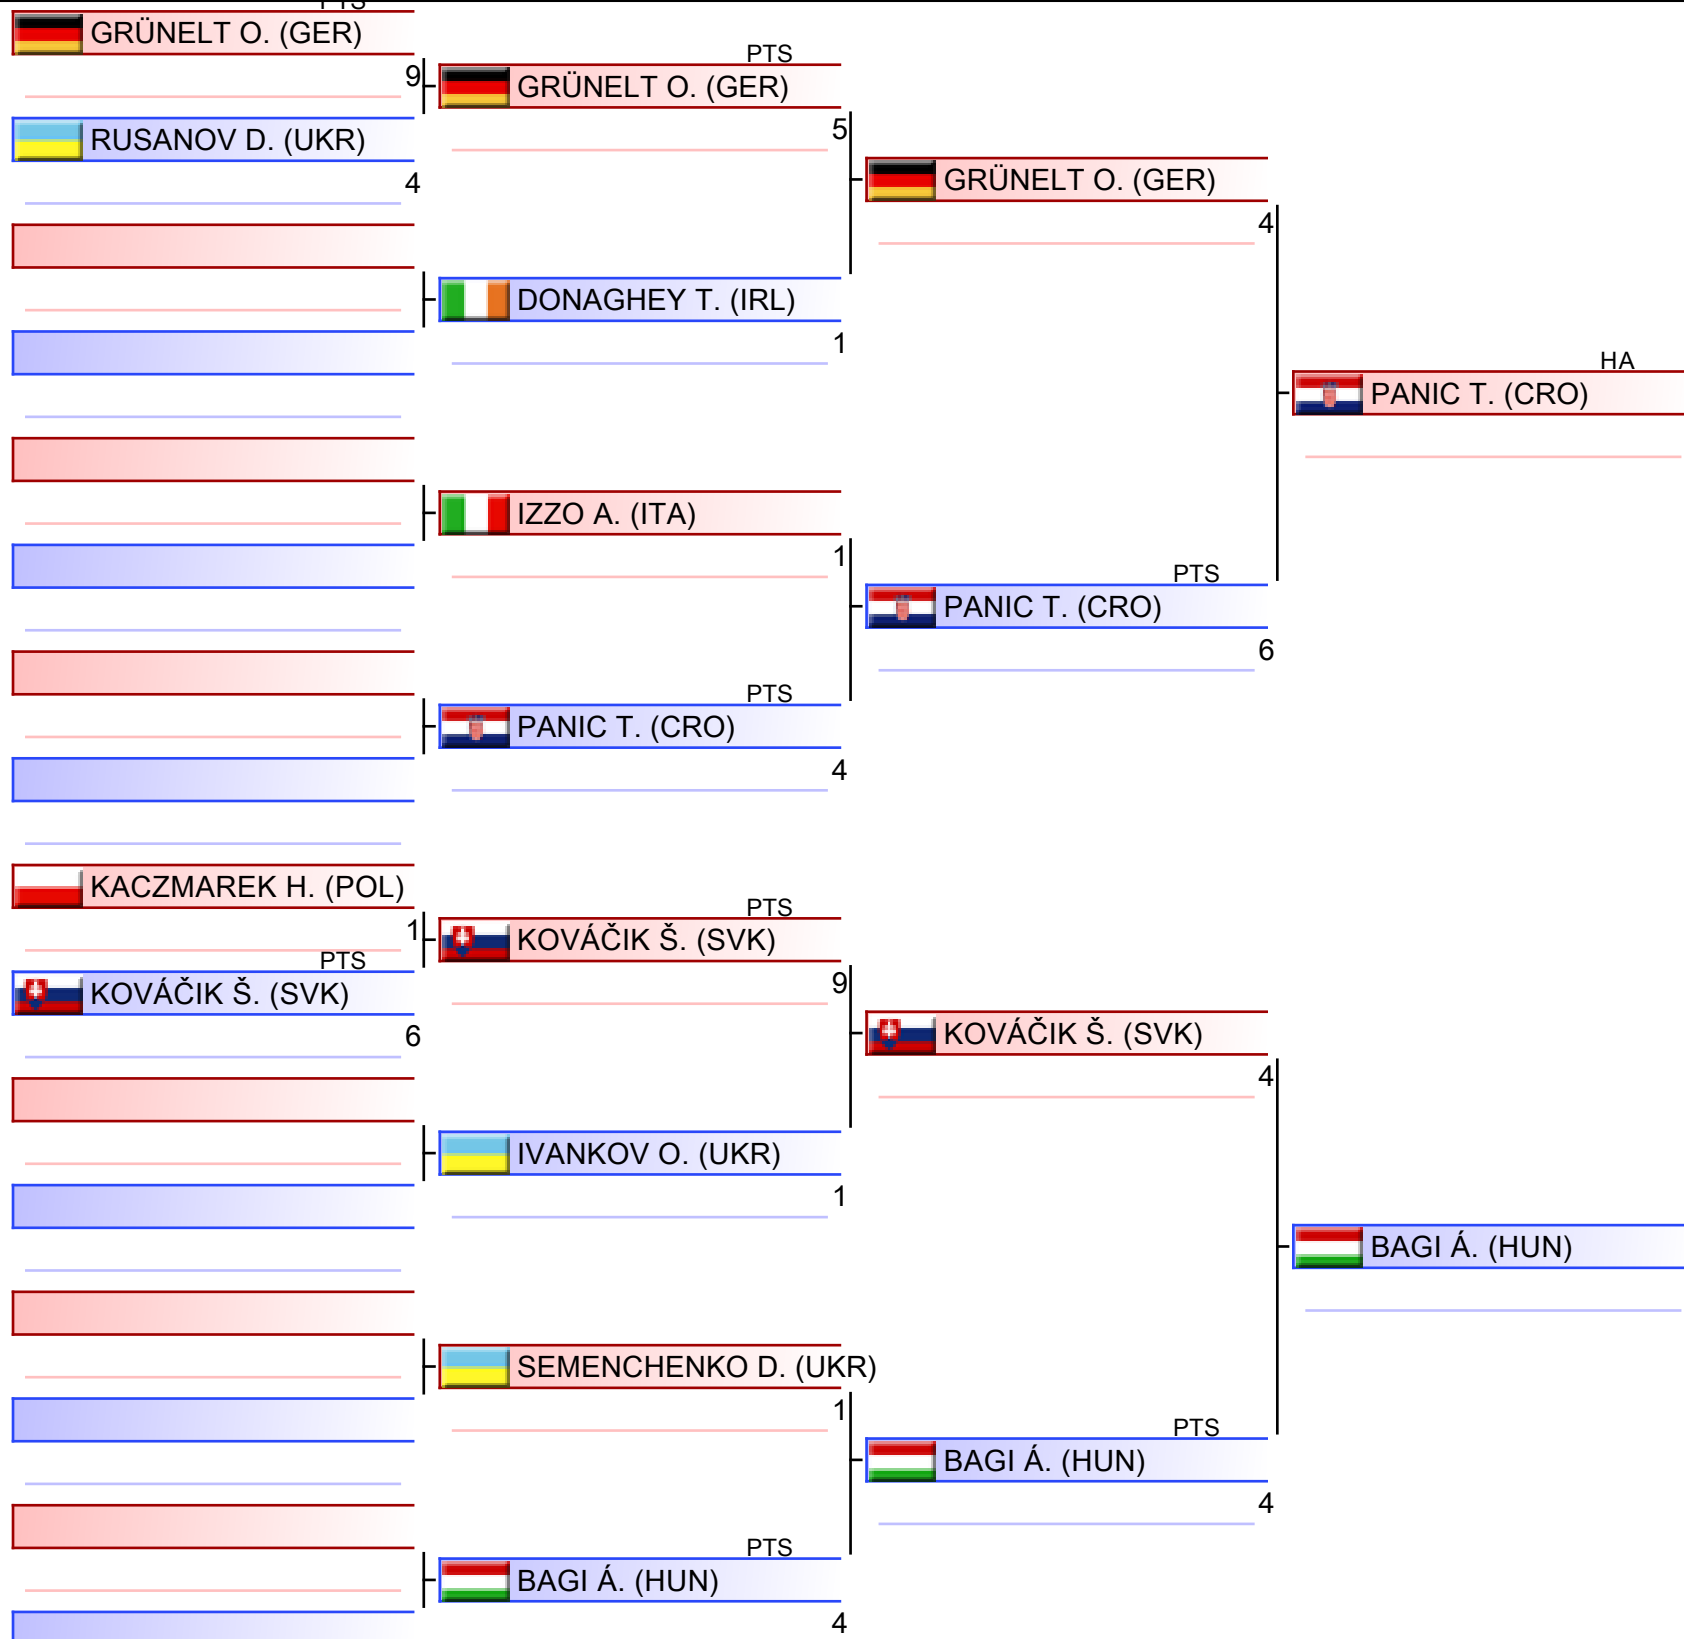 PTS
GRÜNELT O. (GER)
9
RUSANOV D. (UKR)
4
KACZMAREK H. (POL)
1
PTS
KOVÁČIK Š. (SVK)
6
PTS
GRÜNELT O. (GER)
5
DONAGHEY T. (IRL)
1
IZZO A. (ITA)
1
PTS
PANIC T. (CRO)
4
PTS
KOVÁČIK Š. (SVK)
9
IVANKOV O. (UKR)
1
SEMENCHENKO D. (UKR)
1
PTS
BAGI Á. (HUN)
4
GRÜNELT O. (GER)
4
PTS
PANIC T. (CRO)
6
KOVÁČIK Š. (SVK)
4
PTS
BAGI Á. (HUN)
4
HA
PANIC T. (CRO)
BAGI Á. (HUN)